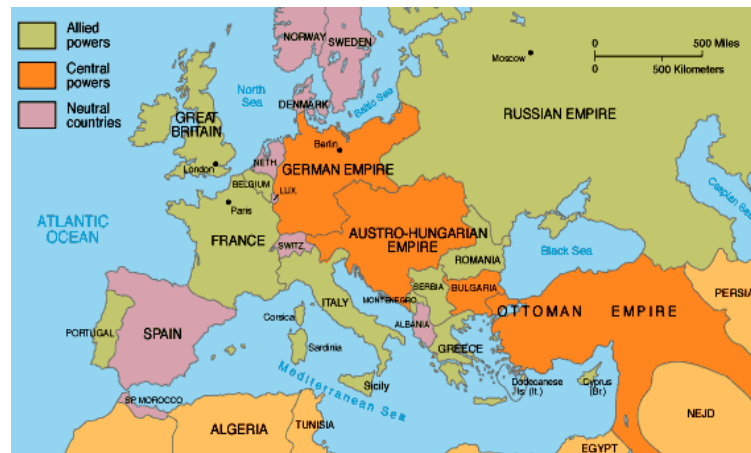 Allied
powers
Central
powers
Neutral
countries
NORWAY
SWEDEN
Moscow
0 500 Miles
0 500 Kilometers
North
Sea
DENMARK
Baltic Sea
RUSSIAN EMPIRE
GREAT
BRITAIN
London
NETH
Berlin
GERMAN EMPIRE
BELGIUM
LUX.
Paris
ATLANTIC
OCEAN
FRANCE
SWITZ.
AUSTRO-HUNGARIAN
EMPIRE
Caspian Sea
ROMANIA
Black Sea
SERBIA
BULGARIA
MONTENEGRO
ITALY
PERSIA
OTTOMAN EMPIRE
Corsica
ALBANIA
PORTUGAL
SPAIN
Sardinia
GREECE
Sicily
Mediterranean Sea
Dodecanese
Is. (It.)
Cyprus
(Br.)
SP. MOROCCO
ALGERIA
TUNISIA
NEJD
EGYPT